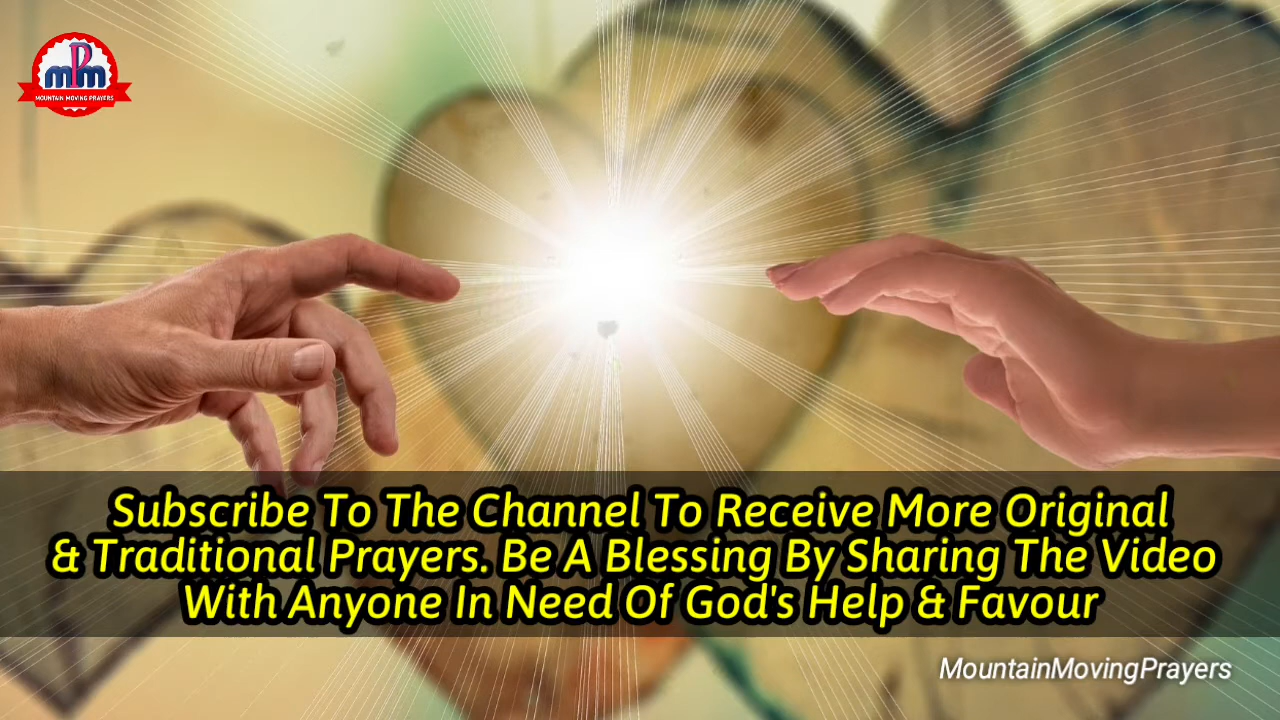 mPm
MOUNTAIN MOVING PRAYERS
Subscribe To The Channel To Receive More Original
& Traditional Prayers. Be A Blessing By Sharing The Video
With Anyone In Need Of God's Help & Favour
MountainMovingPrayers